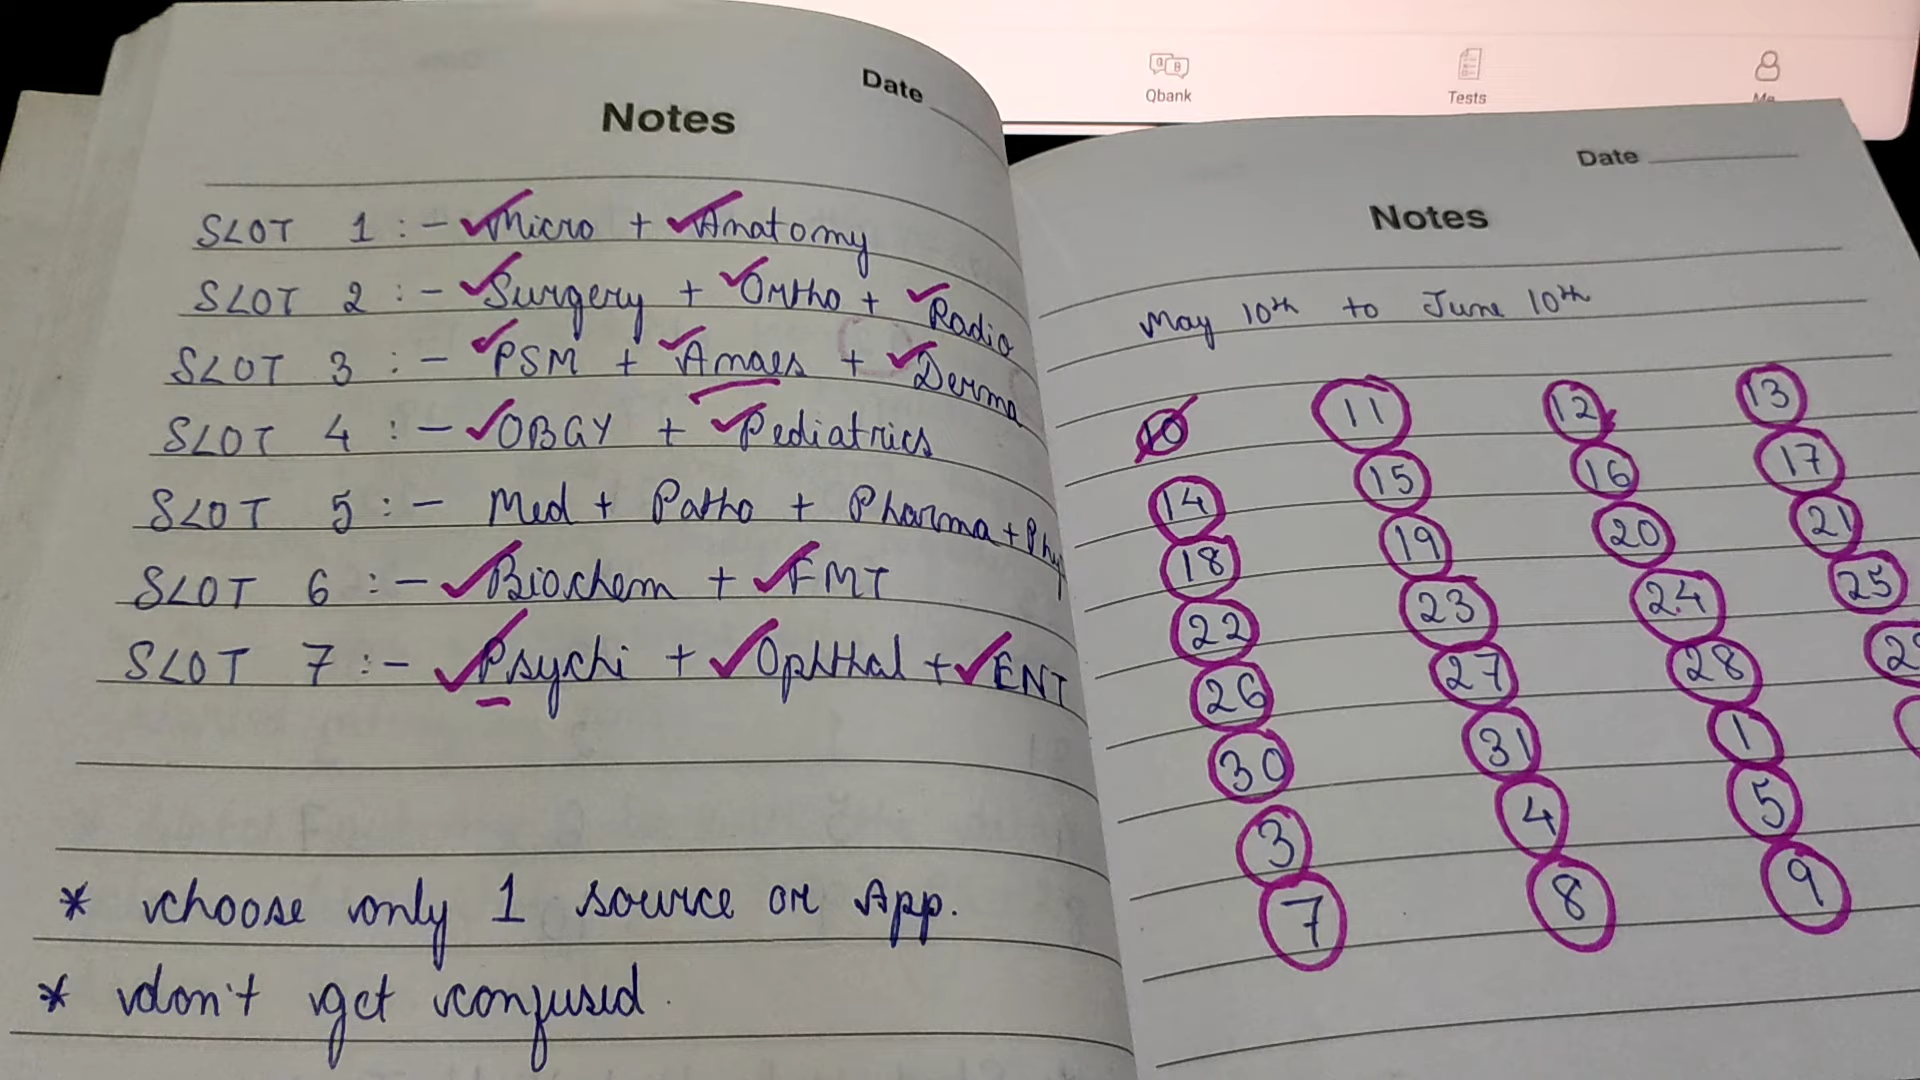 Qbank
Tests
Me
Date
Notes
SLOT 1 :- Micro + Anatomy
SLOT 2 :- Surgery + Ortho + Radio
SLOT 3 :- PSM + Anaes + Derma
SLOT 4 :- OBGY + Pediatrics
SLOT 5 :- Med + Patho + Pharma + Phy
SLOT 6 :- Biochem + FMT
SLOT 7 :- Psychi + Ophthal + ENT
* choose only 1 source or App.
* don't get confused.
Date
Notes
May 10th to June 10th
10 11 12 13
14 15 16 17
18 19 20 21
22 23 24 25
26 27 28
30 31 1
3 4 5
7 8 9